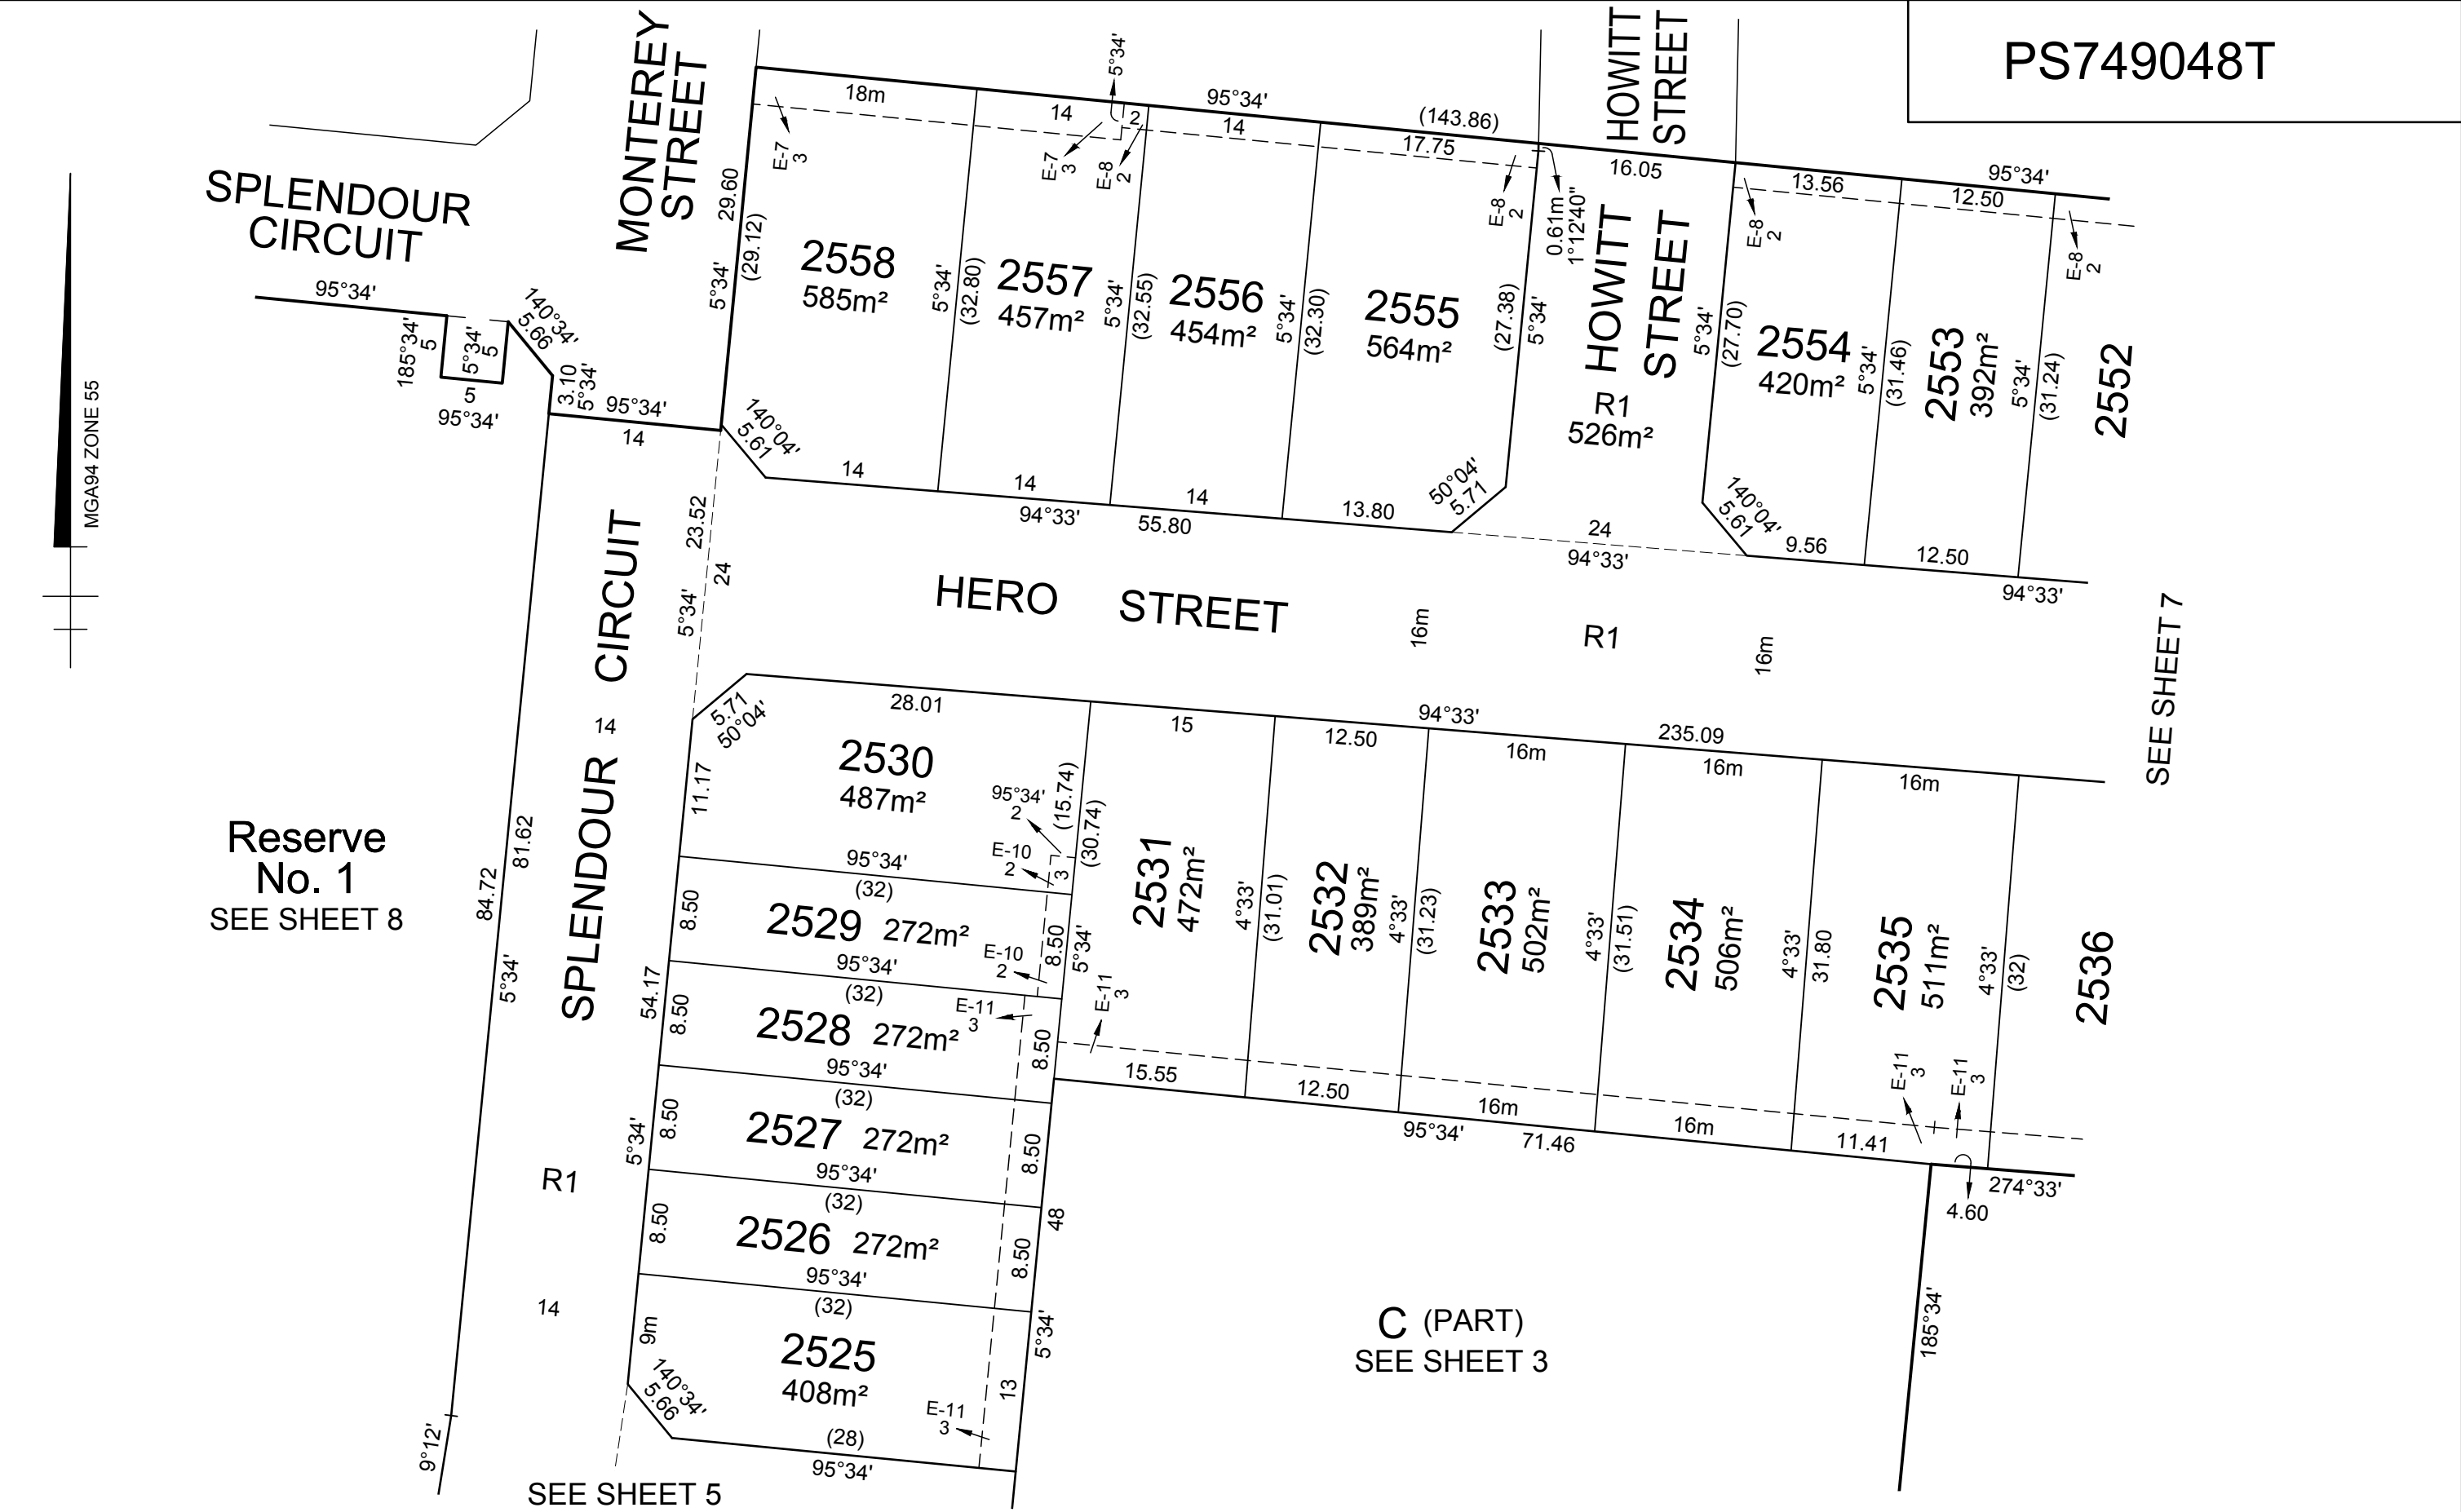 PS749048T
MONTEREY
STREET
HOWITT
STREET
SPLENDOUR
CIRCUIT
MGA94 ZONE 55
95°34'
185°34'
5
5°34'
5
5
95°34'
140°34'
5.66
3.10
5°34'
95°34'
14
29.60
5°34'
(29.12)
18m
14
5°34'
2
95°34'
14
(143.86)
17.75
16.05
13.56
95°34'
12.50
E-7
3
E-7
3
E-8
2
E-8
2
0.61m
1°12'40"
E-8
2
E-8
2
2558
585m²
5°34'
(32.80)
2557
457m²
5°34'
(32.55)
2556
454m²
5°34'
(32.30)
2555
564m²
(27.38)
5°34'
HOWITT
STREET
R1
526m²
5°34'
(27.70)
2554
420m²
5°34'
(31.46)
2553
392m²
5°34'
(31.24)
2552
140°04'
5.61
14
14
14
13.80
94°33'
55.80
50°04'
5.71
24
94°33'
140°04'
5.61
9.56
12.50
94°33'
23.52
5°34'
24
HERO STREET
16m
R1
16m
SEE SHEET 7
SPLENDOUR CIRCUIT
14
5.71
50°04'
28.01
15
12.50
94°33'
16m
235.09
16m
16m
2530
487m²
11.17
95°34'
2
(15.74)
(30.74)
E-10
2
3
95°34'
(32)
Reserve
No. 1
SEE SHEET 8
84.72
81.62
5°34'
8.50
2529 272m²
E-10
2
8.50
5°34'
95°34'
(32)
54.17
8.50
2528 272m²
E-11
3
8.50
E-11
3
95°34'
(32)
5°34'
8.50
2527 272m²
8.50
95°34'
(32)
8.50
2526 272m²
8.50
48
95°34'
(32)
9m
2525
408m²
13
5°34'
140°34'
5.66
E-11
3
(28)
95°34'
R1
14
9°12'
SEE SHEET 5
2531
472m²
4°33'
(31.01)
2532
389m²
4°33'
(31.23)
2533
502m²
4°33'
(31.51)
2534
506m²
4°33'
31.80
2535
511m²
4°33'
(32)
2536
15.55
12.50
16m
16m
11.41
95°34'
71.46
E-11
3
E-11
3
274°33'
4.60
185°34'
C (PART)
SEE SHEET 3